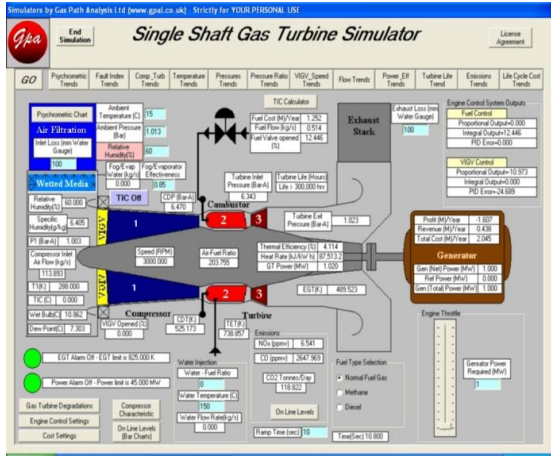 Simulators by Gas Path Analysis Ltd (www.gpal.co.uk) - Strictly for YOUR PERSONAL USE
Gpa
End Simulation
Single Shaft Gas Turbine Simulator
License Agreement
GO
Psychrometric Trends
Fault Index Trends
Comp_Turb Trends
Temperature Trends
Pressures Trends
Pressure Ratio Trends
VIGV_Speed Trends
Flow Trends
Power_Eff Trends
Turbine Life Trend
Emissions Trends
Life Cycle Cost Trends
Psychrometric Chart
Ambient Temperature (C) 15
Air Filtration
Ambient Pressure (Bar) 1.013
Inlet Loss (mm Water Gauge)
100
Relative Humidity(%) 60
Fog/Evap Water (kg/s) 0.000
Fog/Evaporator Effectiveness 0.85
Wetted Media
TIC Off
CDP (Bar-A) 6.470
TIC Calculator
Fuel Cost (M)/Year 1.252
Fuel Flow (kg/s) 0.514
Fuel Valve opened (%) 12.446
Exhaust Stack
Exhaust Loss (mm Water Gauge) 100
Engine Control System Outputs
Fuel Control
Proportional Output=0.000
Integral Output=12.446
PID Error=0.000
VIGV Control
Proportional Output=-10.973
Integral Output=0.000
PID Error=-24.689
Turbine Inlet Pressure (Bar-A) 6.343
Turbine Life (Hours)
Life > 300,000 hrs
Combustor
Relative Humidity(%) 60.000
Specific Humidity(g/kg) 6.405
P1 (Bar-A) 1.003
Compressor Inlet Air Flow (kg/s)
113.893
T1(K) 288.000
TIC (C) 0.000
Wet Bulb(C) 10.862
Dew Point(C) 7.303
VIGV
1
2
3
Turbine Exit Pressure (Bar-A) 1.023
Speed (RPM)
3000.000
Air-Fuel Ratio
203.755
Thermal Efficiency (%) 4.114
Heat Rate (kJ/kW h) 87,513.2
GT Power (MW) 1.020
EGT(K) 489.523
Profit (M)/Year -1.607
Revenue (M)/Year 0.438
Total Cost (M)/Year 2.045
Generator
Gen (Net) Power (MW) 1.000
Ref Power (MW) 0.000
Gen (Total) Power (MW) 1.000
VIGV
1
2
3
Compressor
Turbine
VIGV Opened (%)
0.000
CDT(K)
525.173
TET(K)
738.857
Emissions
NOx (ppmv) 6.541
CO (ppmv) 2647.969
CO2 Tonnes/Day
118.822
On Line Levels
Ramp Time (sec) 10
EGT Alarm Off - EGT limit is 825.000 K
Power Alarm Off - Power limit is 45.000 MW
Water Injection
Water - Fuel Ratio
0
Water Temperature (C)
150
Water Flow Rate(kg/s)
0.000
Fuel Type Selection
Normal Fuel Gas
Methane
Diesel
Time(Sec) 10.800
Engine Throttle
Genrator Power Required (MW)
1
Gas Turbine Degradations
Engine Control Settings
Cost Settings
Compressor Characteristic
On Line Levels (Bar Charts)